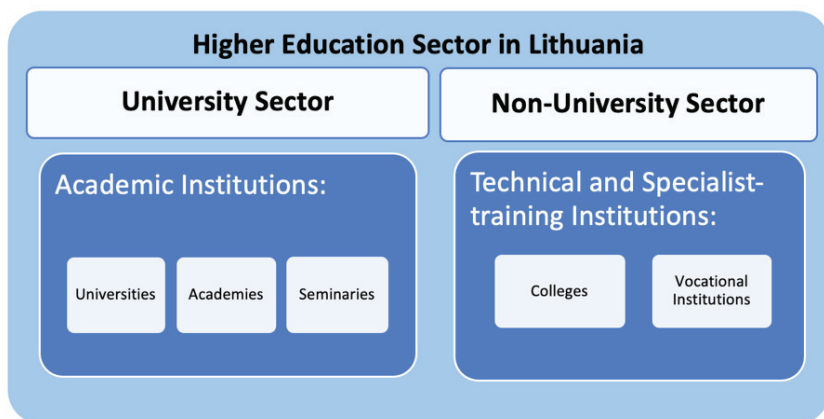 Higher Education Sector in Lithuania
University Sector
Non-University Sector
Academic Institutions:
Universities
Academies
Seminaries
Technical and Specialist-
training Institutions:
Colleges
Vocational
Institutions